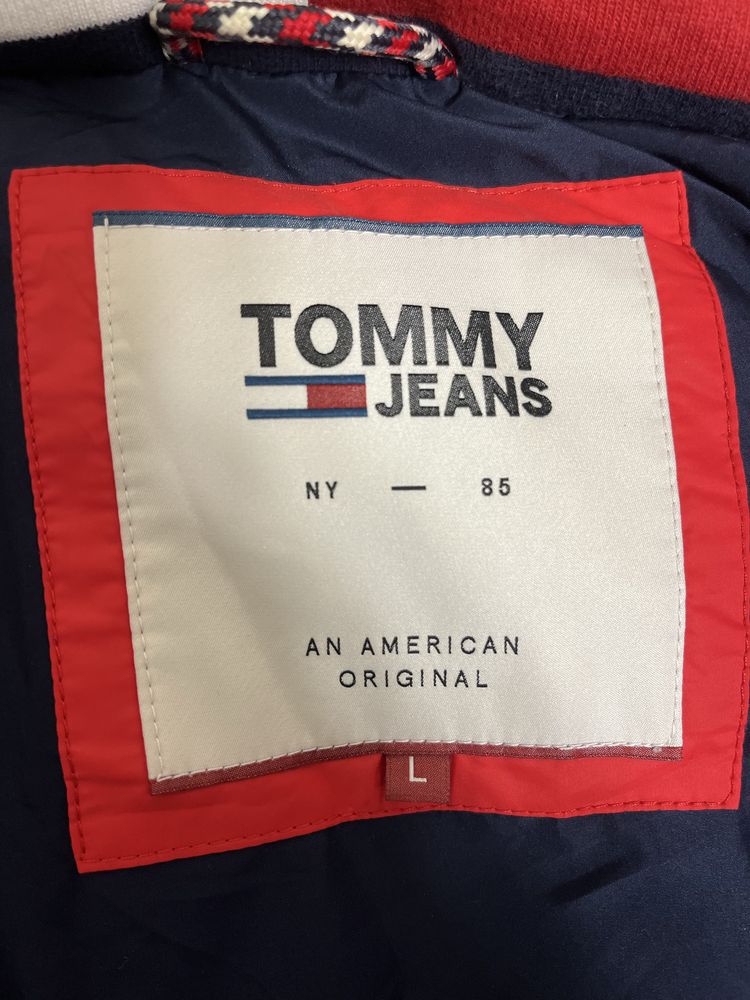 TOMMY
JEANS
NY — 85
AN AMERICAN
ORIGINAL
L